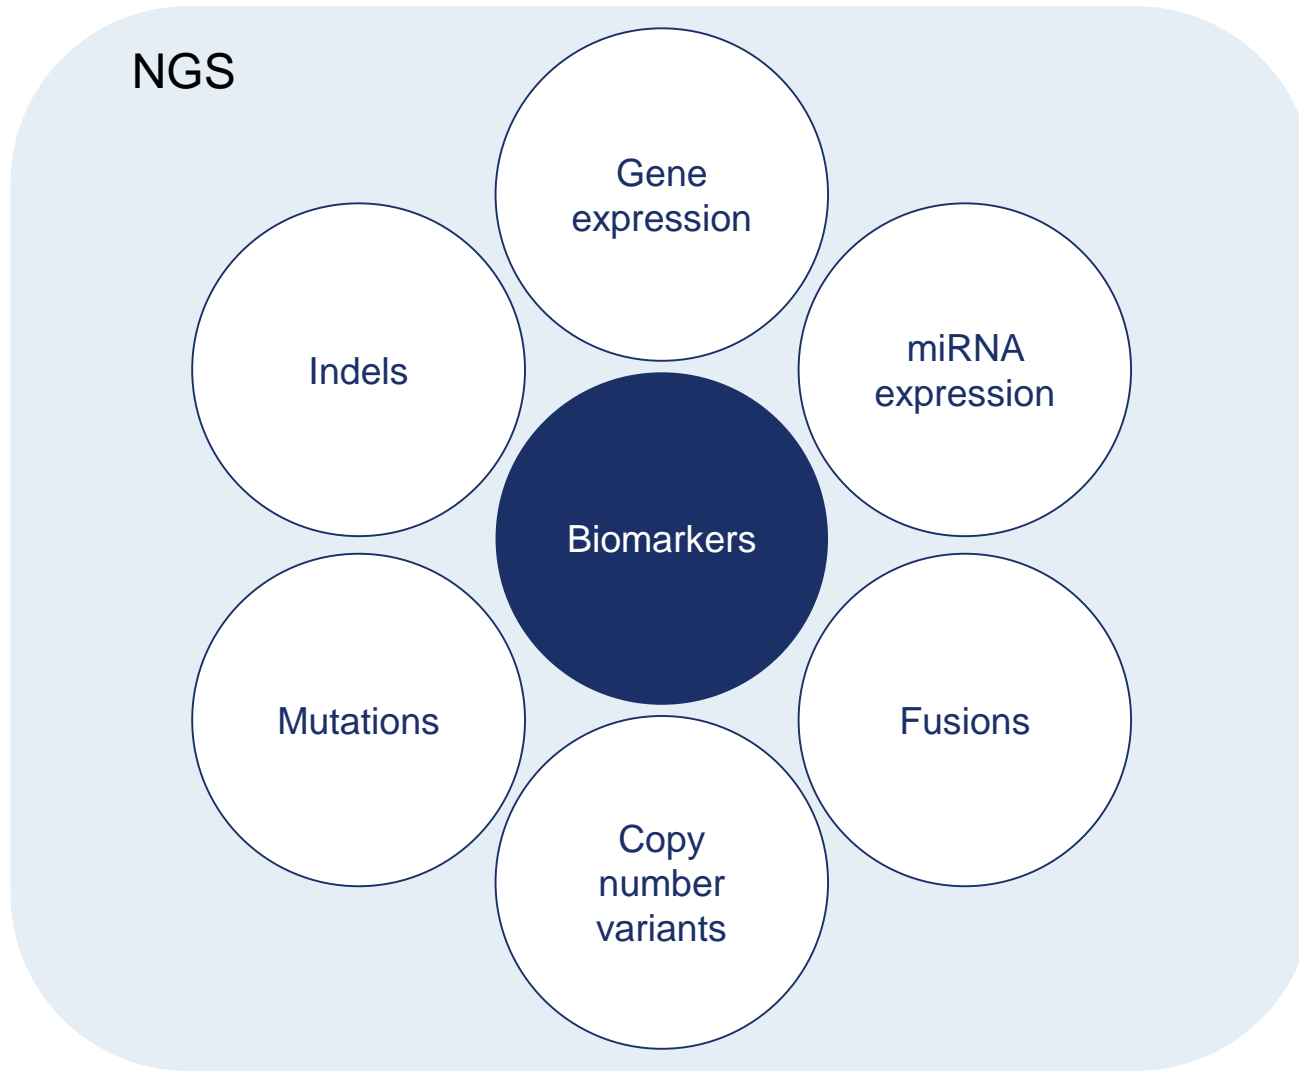 NGS
Gene
expression
Indels
miRNA
expression
Biomarkers
Mutations
Fusions
Copy
number
variants